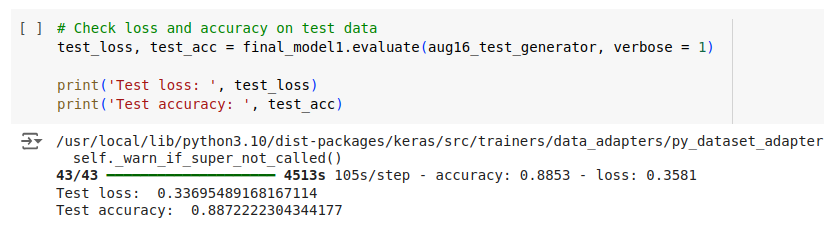 [ ] # Check loss and accuracy on test data
test_loss, test_acc = final_model1.evaluate(aug16_test_generator, verbose = 1)
print('Test loss: ', test_loss)
print('Test accuracy: ', test_acc)
/usr/local/lib/python3.10/dist-packages/keras/src/trainers/data_adapters/py_dataset_adapter
self._warn_if_super_not_called()
43/43 ━━━━━━━━━━━━━━━━━━━━ 4513s 105s/step - accuracy: 0.8853 - loss: 0.3581
Test loss:  0.33695489168167114
Test accuracy:  0.8872222304344177